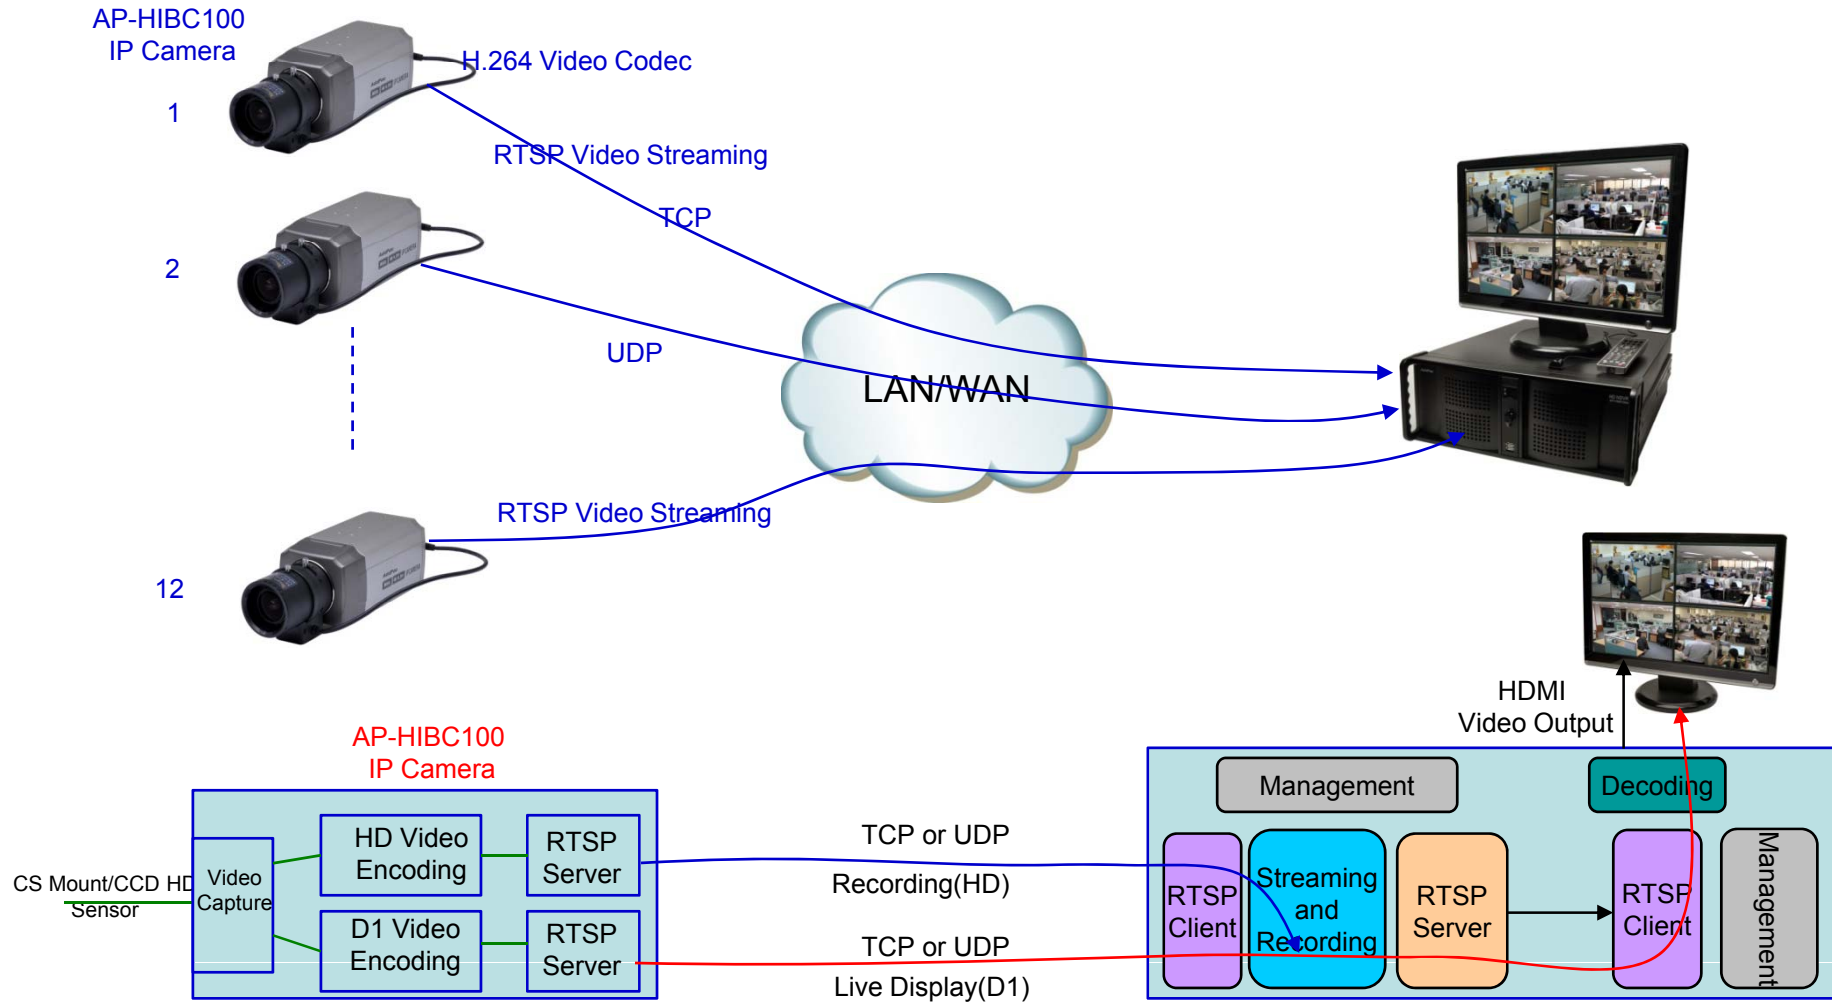 AP-HIBC100
IP Camera
H.264 Video Codec
1
RTSP Video Streaming
TCP
2
UDP
LAN/WAN
RTSP Video Streaming
12
HDMI
Video Output
AP-HIBC100
IP Camera
Management
Decoding
HD Video
Encoding
RTSP
Server
TCP or UDP
Recording(HD)
CS Mount/CCD HD
Sensor
Video
Capture
D1 Video
Encoding
RTSP
Server
TCP or UDP
Live Display(D1)
RTSP
Client
Streaming
and
Recording
RTSP
Server
RTSP
Client
Management